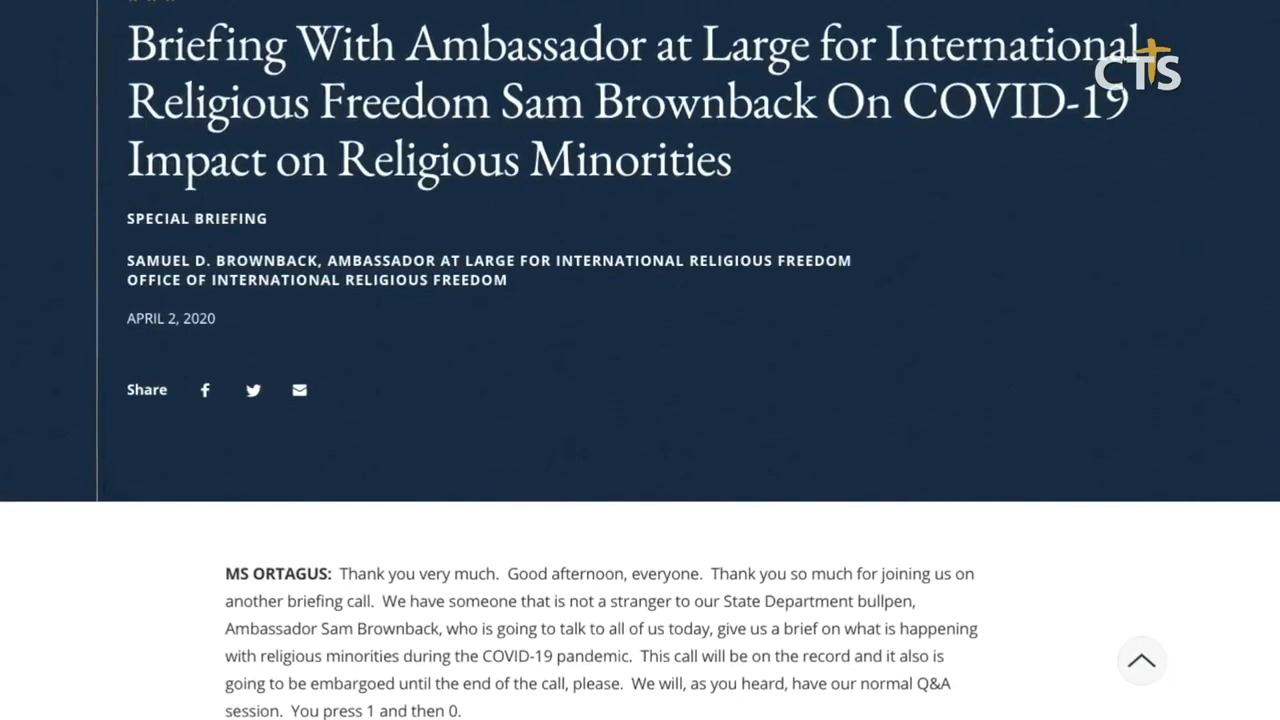 Briefing With Ambassador at Large for International
CTS
Religious Freedom Sam Brownback On COVID-19
Impact on Religious Minorities
SPECIAL BRIEFING
SAMUEL D. BROWNBACK, AMBASSADOR AT LARGE FOR INTERNATIONAL RELIGIOUS FREEDOM
OFFICE OF INTERNATIONAL RELIGIOUS FREEDOM
APRIL 2, 2020
Share
MS ORTAGUS: Thank you very much. Good afternoon, everyone. Thank you so much for joining us on
another briefing call. We have someone that is not a stranger to our State Department bullpen,
Ambassador Sam Brownback, who is going to talk to all of us today, give us a brief on what is happening
with religious minorities during the COVID-19 pandemic. This call will be on the record and it also is
going to be embargoed until the end of the call, please. We will, as you heard, have our normal Q&A
session. You press 1 and then 0.